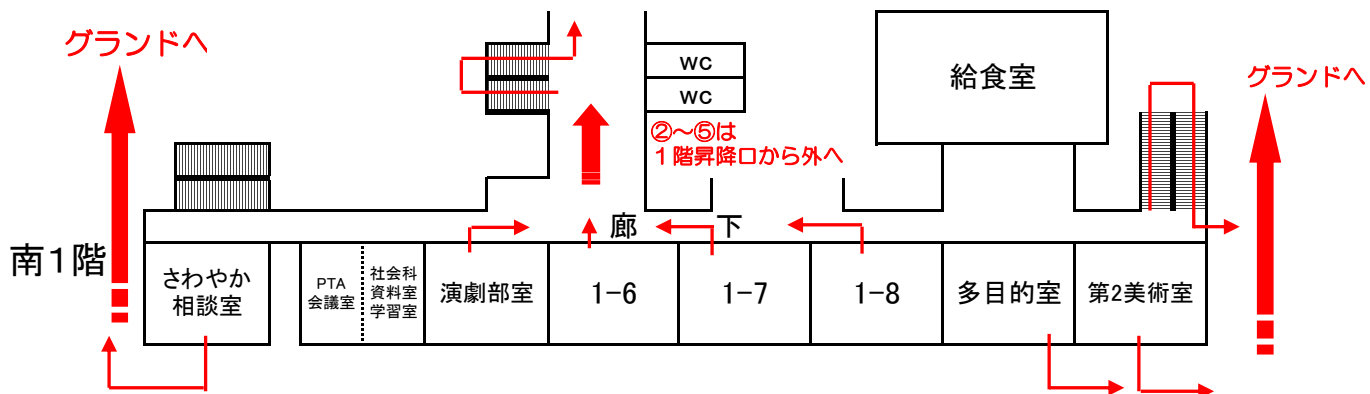 グランドへ
WC
WC
給食室
グランドへ
②~⑤は
1階昇降口から外へ
廊下
南1階
さわやか
相談室
PTA
会議室
社会科
資料室
学習室
演劇部室
1-6
1-7
1-8
多目的室
第2美術室